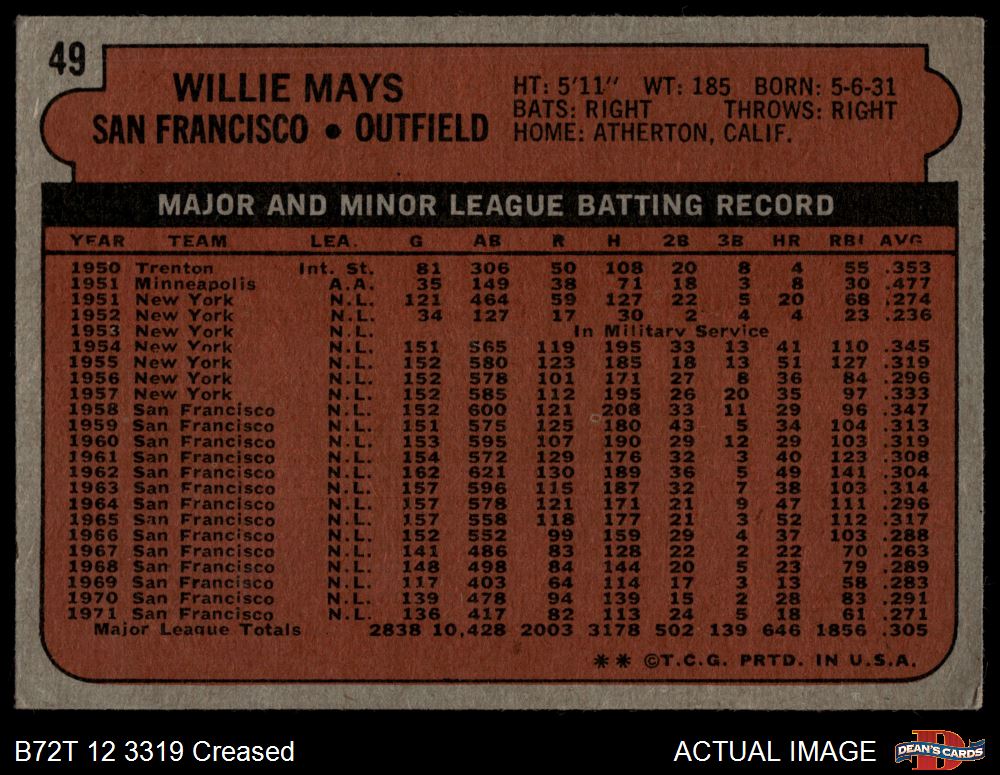 49
WILLIE MAYS
SAN FRANCISCO • OUTFIELD
HT: 5'11" WT: 185 BORN: 5-6-31
BATS: RIGHT THROWS: RIGHT
HOME: ATHERTON, CALIF.
MAJOR AND MINOR LEAGUE BATTING RECORD
YEAR TEAM LEA. G AB R H 2B 3B HR RBI AVG
1950 Trenton Int. St. 81 306 50 108 20 8 4 55 .353
1951 Minneapolis A.A. 35 149 38 71 18 3 8 30 .477
1951 New York N.L. 121 464 59 127 22 5 20 68 .274
1952 New York N.L. 34 127 17 30 2 4 4 23 .236
1953 New York N.L. In Military Service
1954 New York N.L. 151 565 119 195 33 13 41 110 .345
1955 New York N.L. 152 580 123 185 18 13 51 127 .319
1956 New York N.L. 152 578 101 171 27 8 36 84 .296
1957 New York N.L. 152 585 112 195 26 20 35 97 .333
1958 San Francisco N.L. 152 600 121 208 33 11 29 96 .347
1959 San Francisco N.L. 151 575 125 180 43 5 34 104 .313
1960 San Francisco N.L. 153 595 107 190 29 12 29 103 .319
1961 San Francisco N.L. 154 572 129 176 32 3 40 123 .308
1962 San Francisco N.L. 162 621 130 189 36 5 49 141 .304
1963 San Francisco N.L. 157 596 115 187 32 7 38 103 .314
1964 San Francisco N.L. 157 578 121 171 21 9 47 111 .296
1965 San Francisco N.L. 157 558 118 177 21 3 52 112 .317
1966 San Francisco N.L. 152 552 99 159 29 4 37 103 .288
1967 San Francisco N.L. 141 486 83 128 22 2 22 70 .263
1968 San Francisco N.L. 148 498 84 144 20 5 23 79 .289
1969 San Francisco N.L. 117 403 64 114 17 3 13 58 .283
1970 San Francisco N.L. 139 478 94 139 15 2 28 83 .291
1971 San Francisco N.L. 136 417 82 113 24 5 18 61 .271
Major League Totals 2838 10,428 2003 3178 502 139 646 1856 .305
** ©T.C.G. PRTD. IN U.S.A.
B72T 12 3319 Creased
ACTUAL IMAGE
D
DEAN'S CARDS